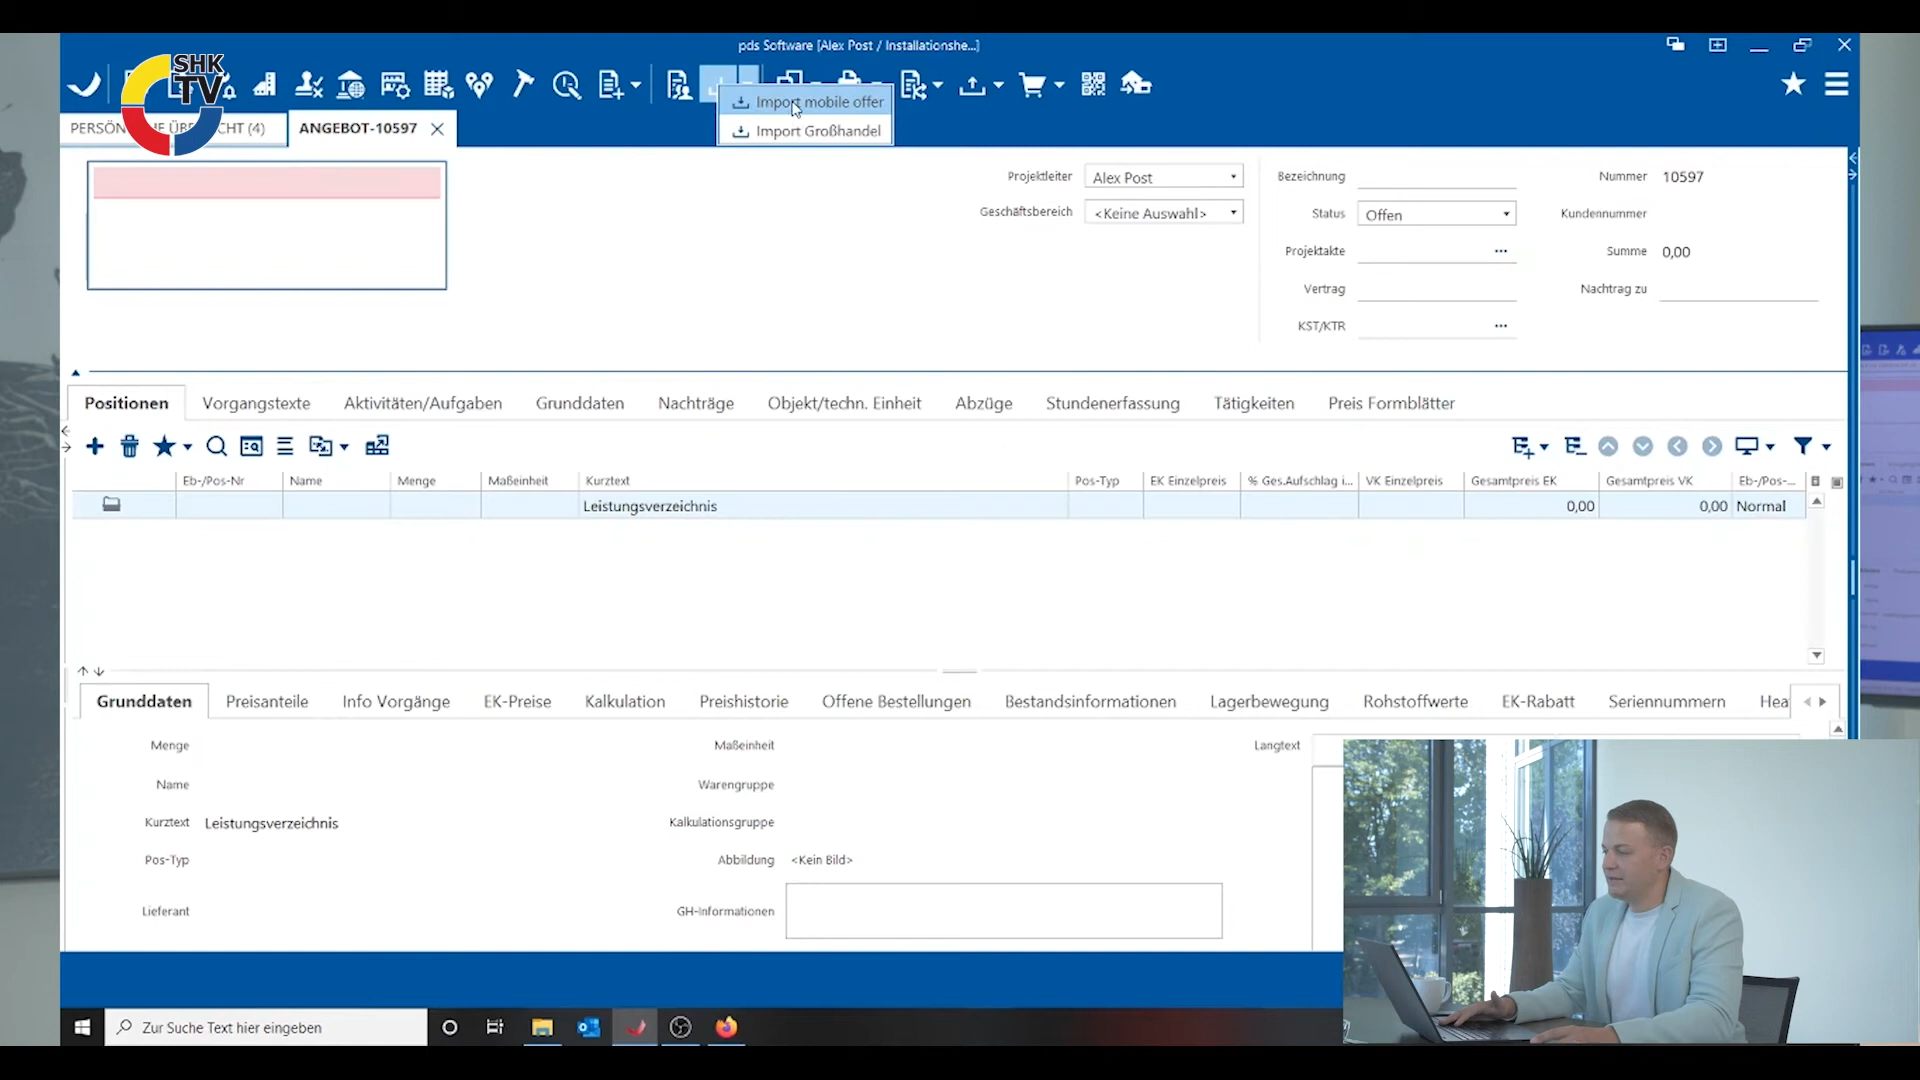 SHK
TV
pds Software [Alex Post / Installationshe...]
Import mobile offer
Import Großhandel
PERSÖN
HE ÜB
CHT (4)
ANGEBOT-10597
Projektleiter
Alex Post
Geschäftsbereich
<Keine Auswahl>
Bezeichnung
Status
Offen
Projektakte
Vertrag
KST/KTR
Nummer
10597
Kundennummer
Summe
0,00
Nachtrag zu
Positionen
Vorgangstexte
Aktivitäten/Aufgaben
Grunddaten
Nachträge
Objekt/techn. Einheit
Abzüge
Stundenerfassung
Tätigkeiten
Preis Formblätter
Eb-/Pos-Nr
Name
Menge
Maßeinheit
Kurztext
Pos-Typ
EK Einzelpreis
% Ges.Aufschlag i...
VK Einzelpreis
Gesamtpreis EK
Gesamtpreis VK
Eb-/Pos-...
Leistungsverzeichnis
0,00
0,00
Normal
Grunddaten
Preisanteile
Info Vorgänge
EK-Preise
Kalkulation
Preishistorie
Offene Bestellungen
Bestandsinformationen
Lagerbewegung
Rohstoffwerte
EK-Rabatt
Seriennummern
Hea
Menge
Name
Kurztext
Leistungsverzeichnis
Pos-Typ
Lieferant
Maßeinheit
Warengruppe
Kalkulationsgruppe
Abbildung
<Kein Bild>
GH-Informationen
Langtext
Zur Suche Text hier eingeben